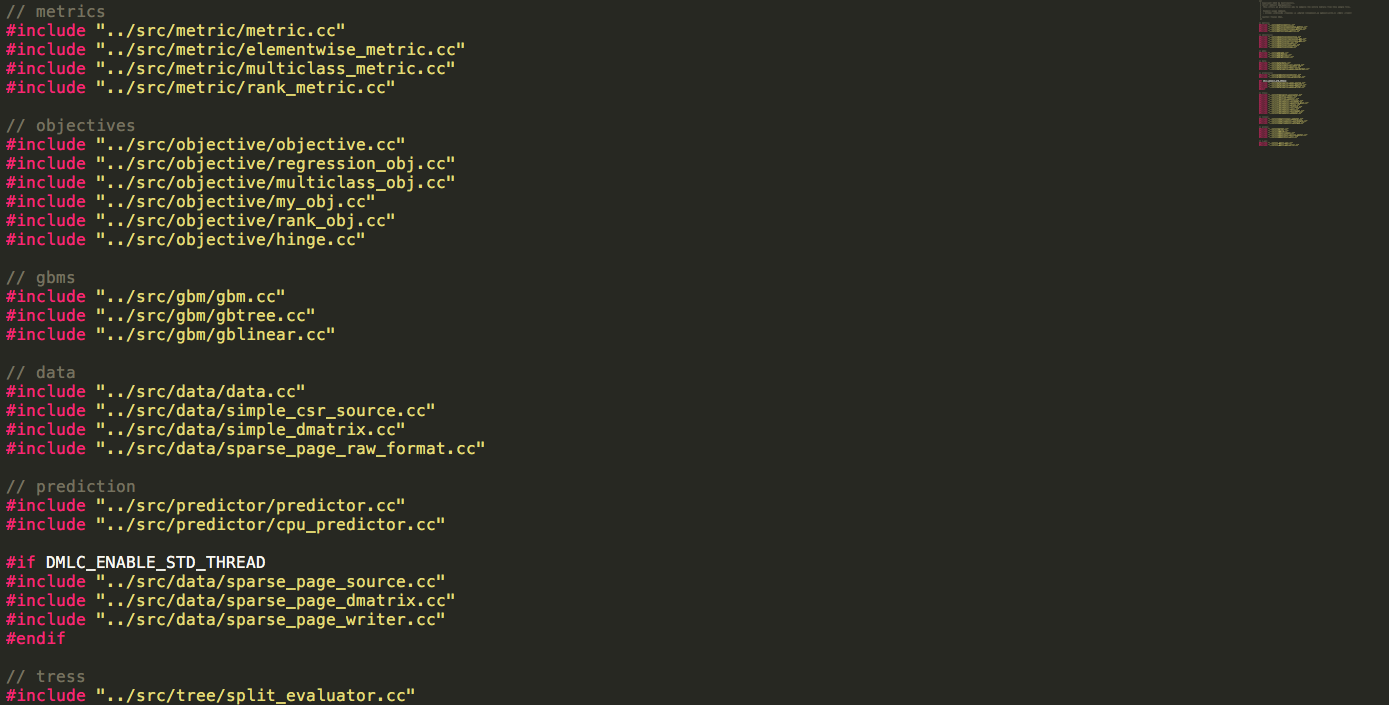 // metrics
#include "../src/metric/metric.cc"
#include "../src/metric/elementwise_metric.cc"
#include "../src/metric/multiclass_metric.cc"
#include "../src/metric/rank_metric.cc"
// objectives
#include "../src/objective/objective.cc"
#include "../src/objective/regression_obj.cc"
#include "../src/objective/multiclass_obj.cc"
#include "../src/objective/my_obj.cc"
#include "../src/objective/rank_obj.cc"
#include "../src/objective/hinge.cc"
// gbms
#include "../src/gbm/gbm.cc"
#include "../src/gbm/gbtree.cc"
#include "../src/gbm/gblinear.cc"
// data
#include "../src/data/data.cc"
#include "../src/data/simple_csr_source.cc"
#include "../src/data/simple_dmatrix.cc"
#include "../src/data/sparse_page_raw_format.cc"
// prediction
#include "../src/predictor/predictor.cc"
#include "../src/predictor/cpu_predictor.cc"
#if DMLC_ENABLE_STD_THREAD
#include "../src/data/sparse_page_source.cc"
#include "../src/data/sparse_page_dmatrix.cc"
#include "../src/data/sparse_page_writer.cc"
#endif
// tress
#include "../src/tree/split_evaluator.cc"